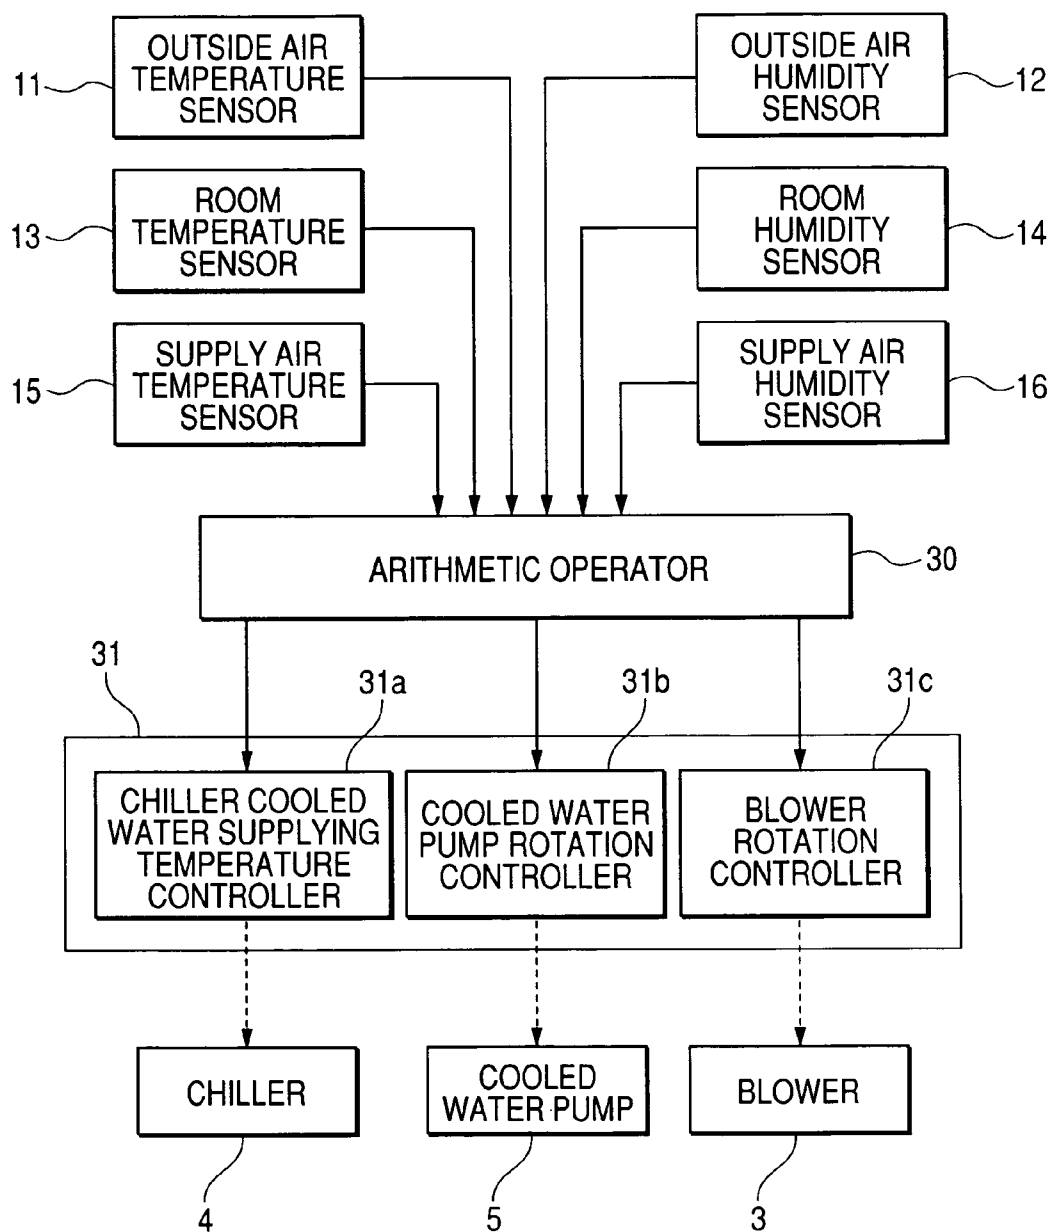 OUTSIDE AIR
TEMPERATURE
SENSOR
11
OUTSIDE AIR
HUMIDITY
SENSOR
12
ROOM
TEMPERATURE
SENSOR
13
ROOM
HUMIDITY
SENSOR
14
SUPPLY AIR
TEMPERATURE
SENSOR
15
SUPPLY AIR
HUMIDITY
SENSOR
16
ARITHMETIC OPERATOR
30
31
31a
31b
31c
CHILLER COOLED
WATER SUPPLYING
TEMPERATURE
CONTROLLER
COOLED WATER
PUMP ROTATION
CONTROLLER
BLOWER
ROTATION
CONTROLLER
CHILLER
COOLED
WATER PUMP
BLOWER
4
5
3